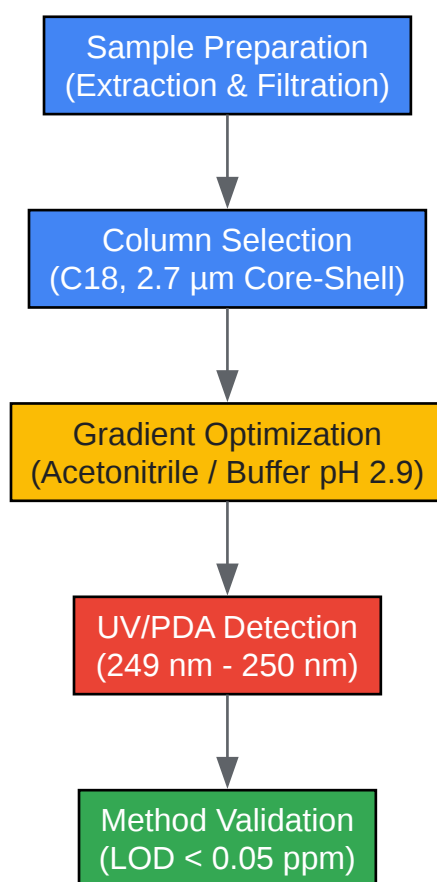 Sample Preparation
(Extraction & Filtration)
Column Selection
(C18, 2.7 µm Core-Shell)
Gradient Optimization
(Acetonitrile / Buffer pH 2.9)
UV/PDA Detection
(249 nm - 250 nm)
Method Validation
(LOD < 0.05 ppm)